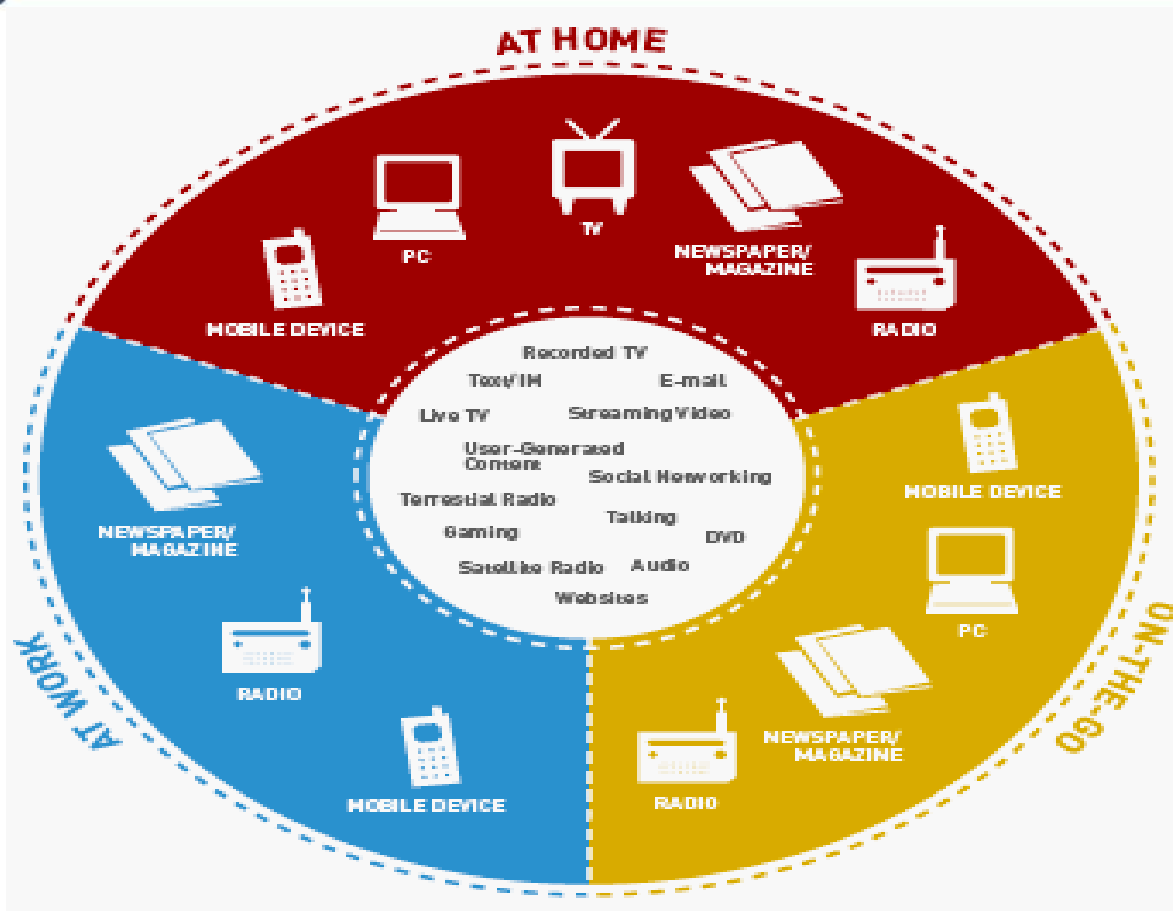 AT HOME
TV
PC
NEWSPAPER/
MAGAZINE
MOBILE DEVICE
RADIO
Recorded TV
Text/IM
E-mail
Live TV
Streaming Video
User-Generated
Content
Social Networking
Terrestial Radio
Talking
Gaming
DVD
Satellite Radio
Audio
Websites
MOBILE DEVICE
PC
NEWSPAPER/
MAGAZINE
RADIO
ON-THE-GO
NEWSPAPER/
MAGAZINE
RADIO
MOBILE DEVICE
AT WORK